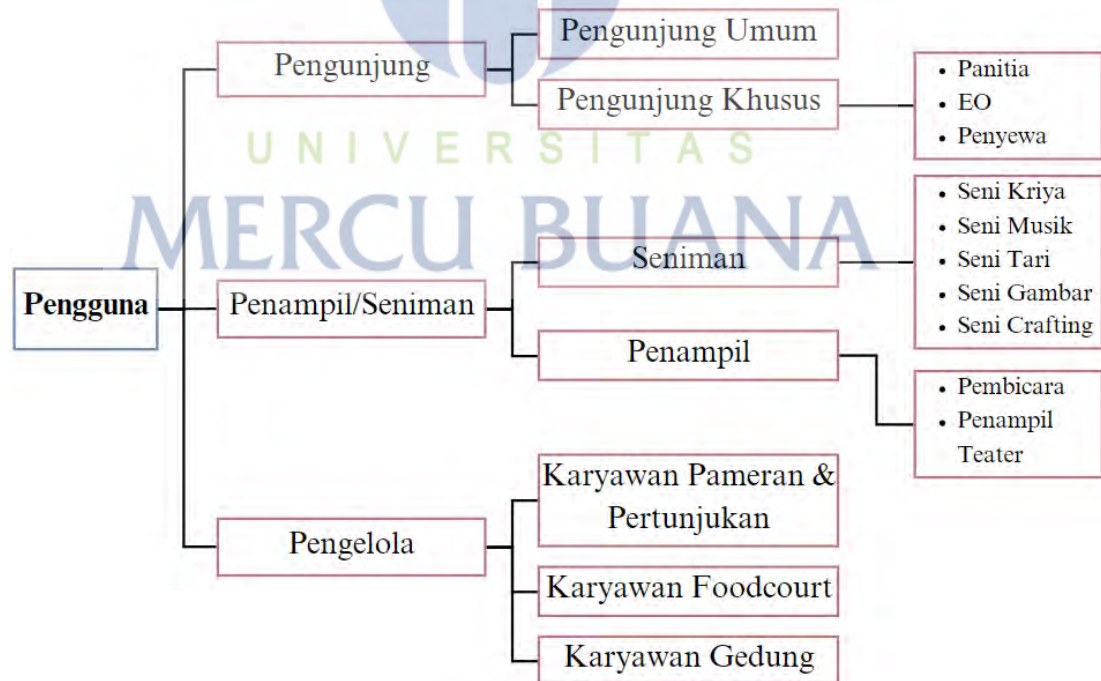 Pengguna
Pengunjung
Pengunjung Umum
Pengunjung Khusus
• Panitia
• EO
• Penyewa
UNIVERSITAS
MERCU BUANA
Penampil/Seniman
Seniman
• Seni Kriya
• Seni Musik
• Seni Tari
• Seni Gambar
• Seni Crafting
Penampil
• Pembicara
• Penampil
Teater
Pengelola
Karyawan Pameran &
Pertunjukan
Karyawan Foodcourt
Karyawan Gedung